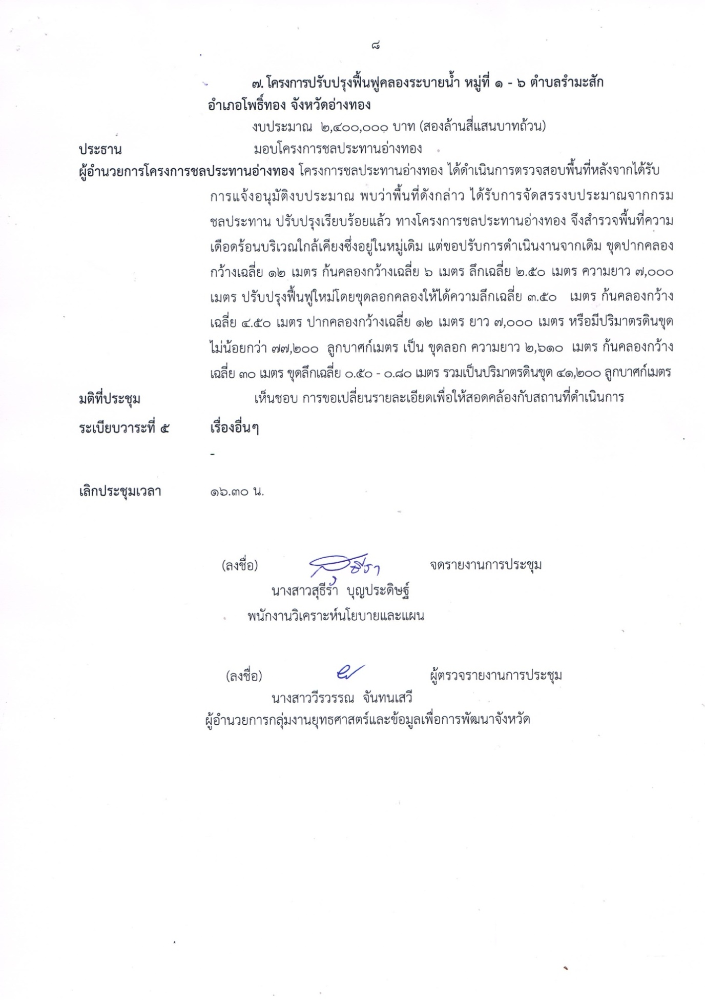 ๘
๗. โครงการปรับปรุงฟื้นฟูคลองระบายน้ำ หมู่ที่ ๑ - ๖ ตำบลรำมะสัก
อำเภอโพธิ์ทอง จังหวัดอ่างทอง
งบประมาณ ๒,๔๐๐,๐๐๐ บาท (สองล้านสี่แสนบาทถ้วน)
ประธาน มอบโครงการชลประทานอ่างทอง
ผู้อำนวยการโครงการชลประทานอ่างทอง โครงการชลประทานอ่างทอง ได้ดำเนินการตรวจสอบพื้นที่หลังจากได้รับ
การแจ้งอนุมัติงบประมาณ พบว่าพื้นที่ดังกล่าว ได้รับการจัดสรรงบประมาณจากกรม
ชลประทาน ปรับปรุงเรียบร้อยแล้ว ทางโครงการชลประทานอ่างทอง จึงสำรวจพื้นที่ความ
เดือดร้อนบริเวณใกล้เคียงซึ่งอยู่ในหมู่เดิม แต่ขอปรับการดำเนินงานจากเดิม ขุดปากคลอง
กว้างเฉลี่ย ๑๒ เมตร ก้นคลองกว้างเฉลี่ย ๖ เมตร ลึกเฉลี่ย ๒.๕๐ เมตร ความยาว ๗,๐๐๐
เมตร ปรับปรุงฟื้นฟูใหม่โดยขุดลอกคลองให้ได้ความลึกเฉลี่ย ๓.๕๐ เมตร ก้นคลองกว้าง
เฉลี่ย ๔.๕๐ เมตร ปากคลองกว้างเฉลี่ย ๑๒ เมตร ยาว ๗,๐๐๐ เมตร หรือมีปริมาตรดินขุด
ไม่น้อยกว่า ๗๗,๒๐๐ ลูกบาศก์เมตร เป็น ขุดลอก ความยาว ๒,๖๑๐ เมตร ก้นคลองกว้าง
เฉลี่ย ๓๐ เมตร ขุดลึกเฉลี่ย ๐.๕๐ - ๐.๘๐ เมตร รวมเป็นปริมาตรดินขุด ๔๑,๒๐๐ ลูกบาศก์เมตร
มติที่ประชุม เห็นชอบ การขอเปลี่ยนรายละเอียดเพื่อให้สอดคล้องกับสถานที่ดำเนินการ
ระเบียบวาระที่ ๕ เรื่องอื่นๆ
-
เลิกประชุมเวลา ๑๖.๓๐ น.
(ลงชื่อ) สุธีรา จดรายงานการประชุม
นางสาวสุธีรา บุญประดิษฐ์
พนักงานวิเคราะห์นโยบายและแผน
(ลงชื่อ) ผู้ตรวจรายงานการประชุม
นางสาววีรวรรณ จันทนเสวี
ผู้อำนวยการกลุ่มงานยุทธศาสตร์และข้อมูลเพื่อการพัฒนาจังหวัด